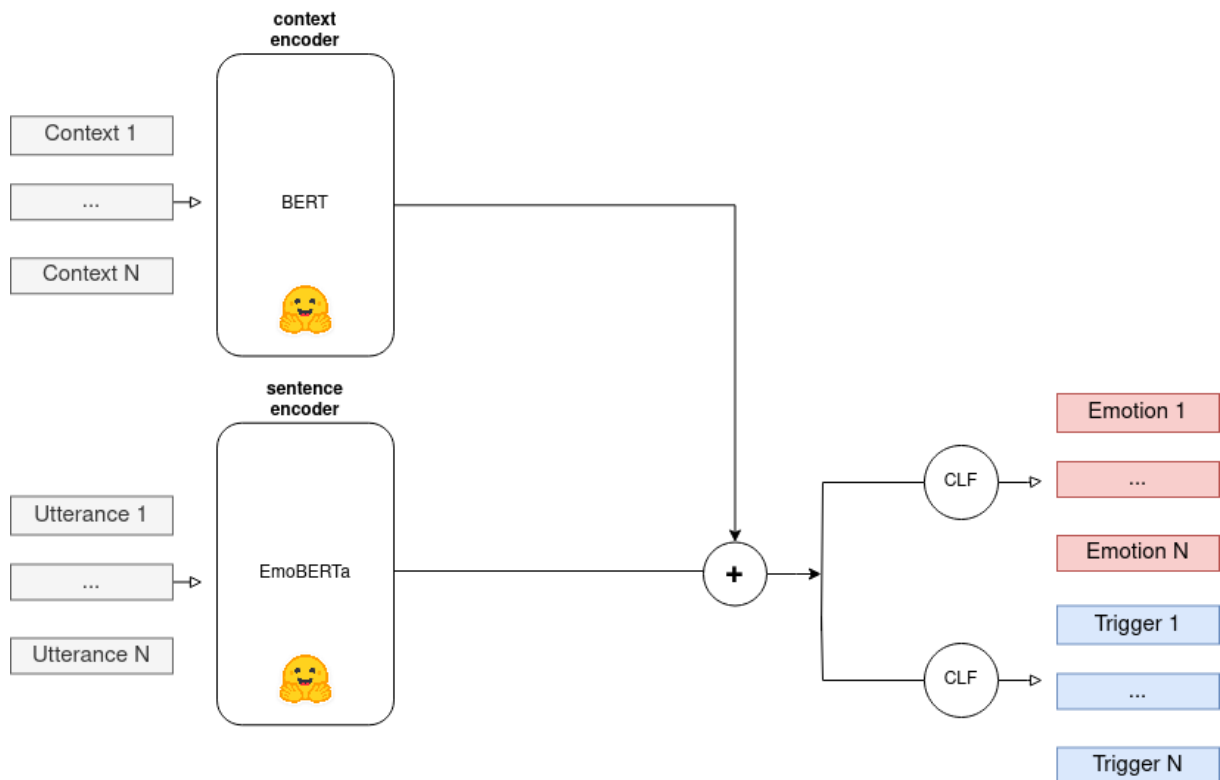 context
encoder
Context 1
...
Context N
BERT
sentence
encoder
Utterance 1
...
Utterance N
EmoBERTa
+
CLF
CLF
Emotion 1
...
Emotion N
Trigger 1
...
Trigger N